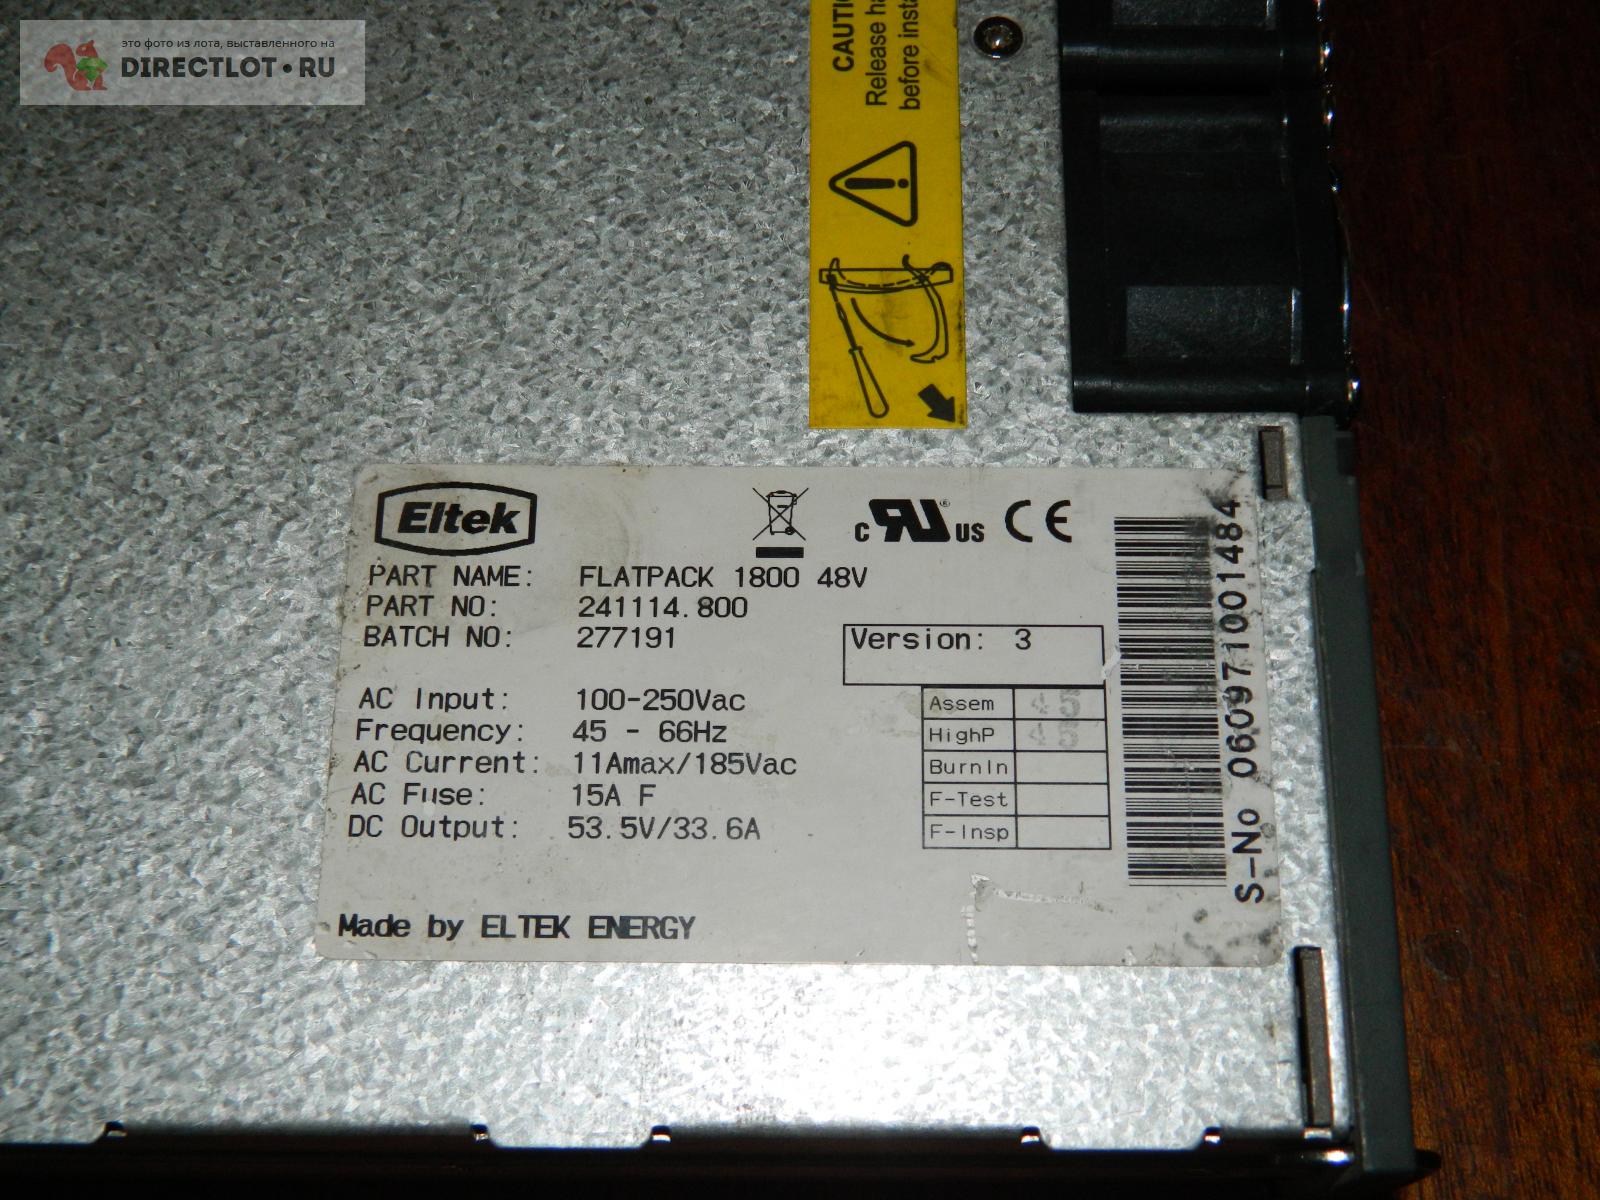 это фото из лота, выставленного на
DIRECTLOT•RU
CAUTI
Release ha
before insta
Eltek
c RU ® US CE
PART NAME: FLATPACK 1800 48V
PART NO: 241114.800
BATCH NO: 277191
Version: 3
AC Input: 100-250Vac
Frequency: 45 - 66Hz
AC Current: 11Amax/185Vac
AC Fuse: 15A F
DC Output: 53.5V/33.6A
Assem
HighP
BurnIn
F-Test
F-Insp
Made by ELTEK ENERGY
S-No 060971001484